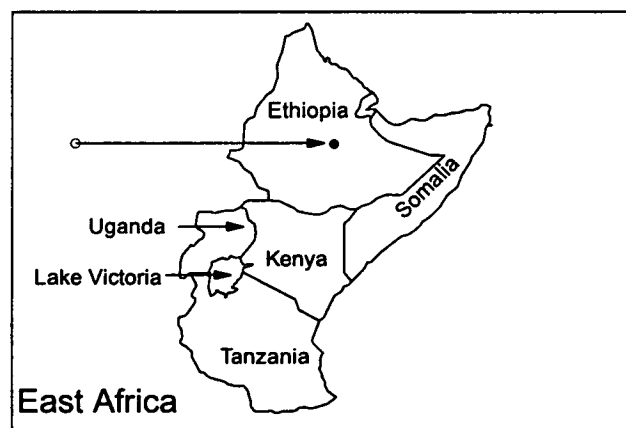 Ethiopia
Somalia
Uganda
Kenya
Lake Victoria
Tanzania
East Africa